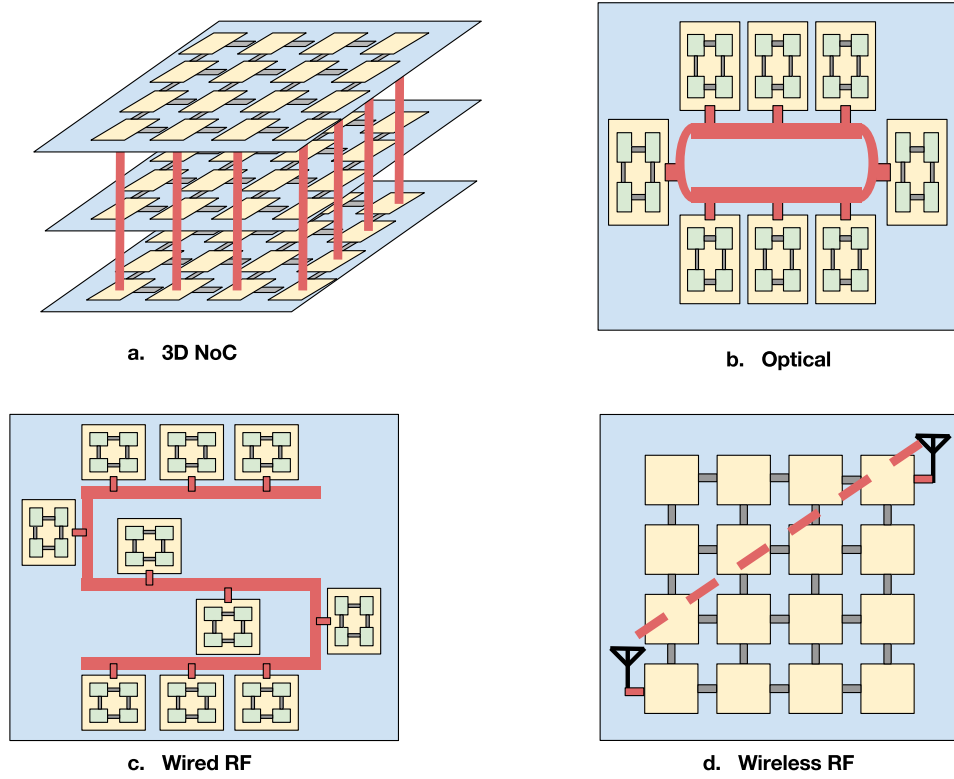 a. 3D NoC
b. Optical
c. Wired RF
d. Wireless RF